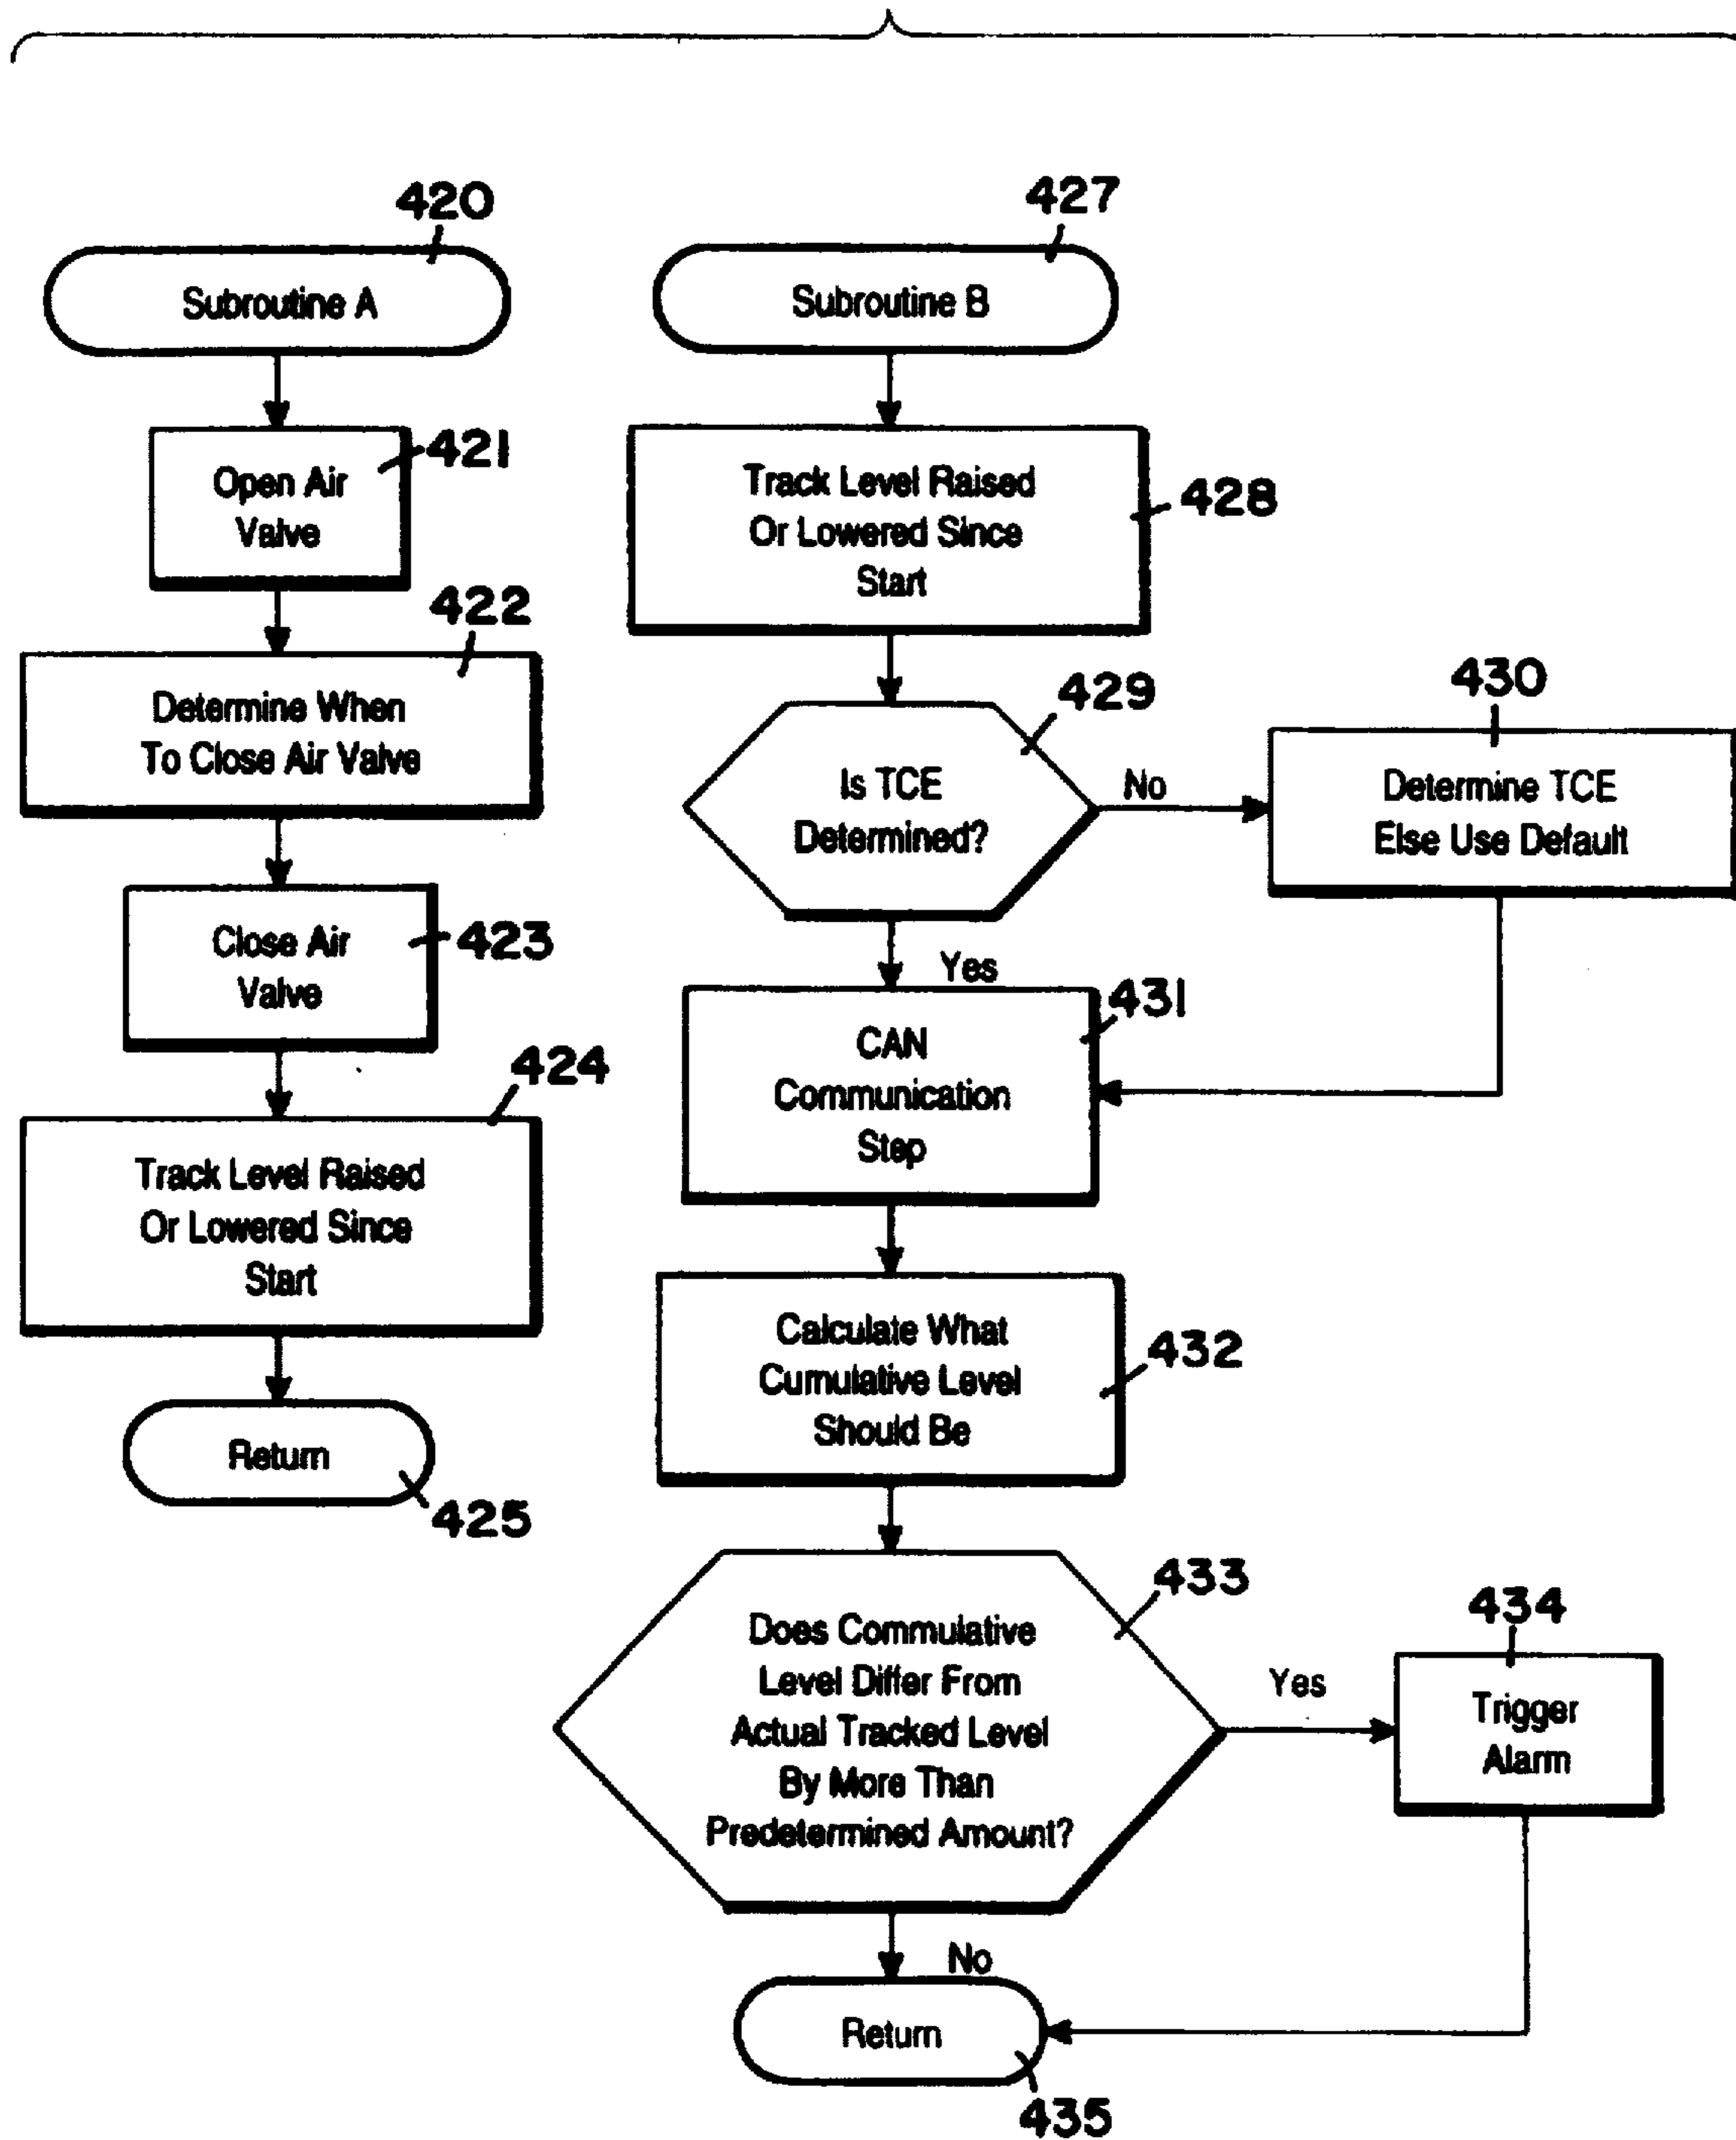 420
Subroutine A
421
Open Air
Valve
422
Determine When
To Close Air Valve
423
Close Air
Valve
424
Track Level Raised
Or Lowered Since
Start
Return
425
427
Subroutine B
428
Track Level Raised
Or Lowered Since
Start
429
Is TCE
Determined?
No
430
Determine TCE
Else Use Default
Yes
431
CAN
Communication
Step
432
Calculate What
Cumulative Level
Should Be
433
Does Commulative
Level Differ From
Actual Tracked Level
By More Than
Predetermined Amount?
Yes
434
Trigger
Alarm
No
Return
435